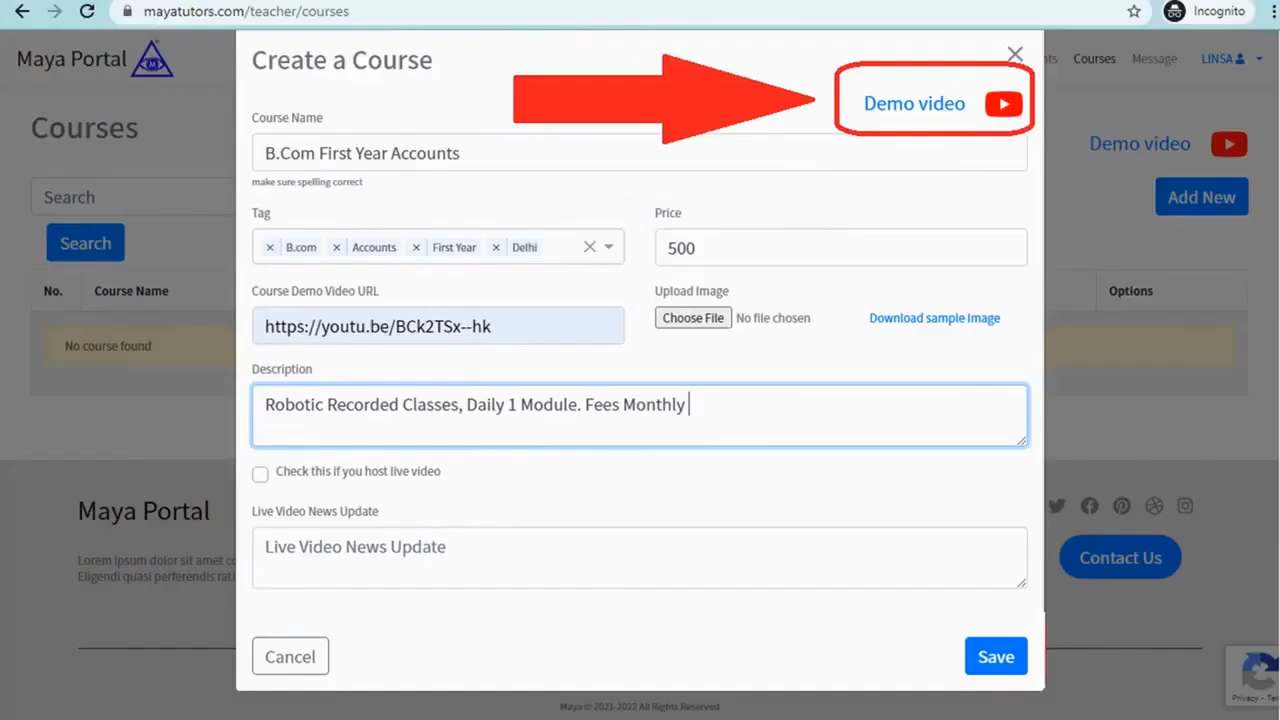 mayatutors.com/teacher/courses
Incognito
Maya Portal
nts
Courses
Message
LINSA
Create a Course
Demo video
Courses
Demo video
Course Name
B.Com First Year Accounts
make sure spelling correct
Search
Add New
Search
Tag
Price
B.com
Accounts
First Year
Delhi
500
No.
Course Name
Options
Course Demo Video URL
Upload Image
https://youtu.be/BCk2TSx--hk
Choose File No file chosen
Download sample Image
No course found
Description
Robotic Recorded Classes, Daily 1 Module. Fees Monthly
Check this if you host live video
Maya Portal
Live Video News Update
Live Video News Update
Lorem ipsum dolor sit amet co
Eligendi quasi perferendis rati
Contact Us
Cancel
Save
Privacy - Ter
Maya © 2021-2022 All Rights Reserved